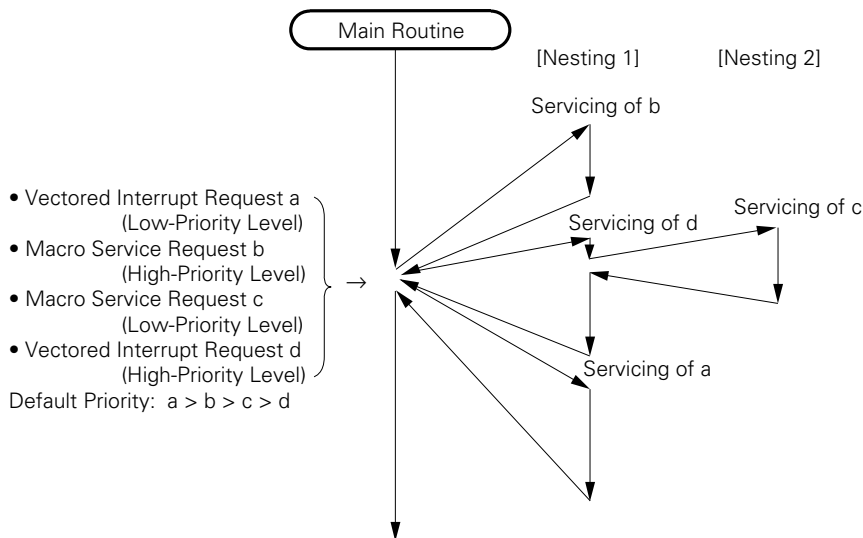 Main Routine
[Nesting 1]
[Nesting 2]
Servicing of b
• Vectored Interrupt Request a
(Low-Priority Level)
• Macro Service Request b
(High-Priority Level)
• Macro Service Request c
(Low-Priority Level)
• Vectored Interrupt Request d
(High-Priority Level)
Default Priority: a > b > c > d
→
Servicing of d
Servicing of c
Servicing of a